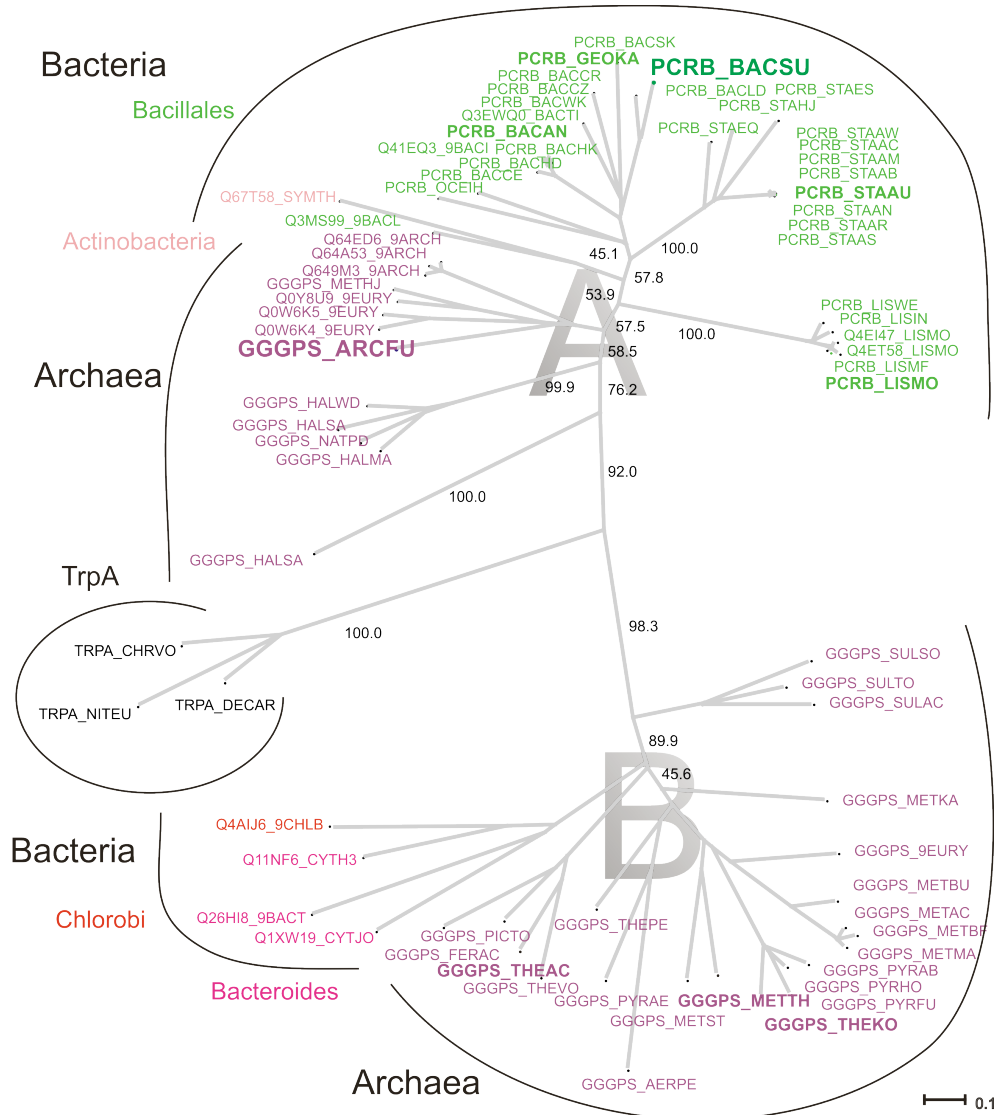 Bacteria
Bacillales
PCRB_BACSK
PCRB_GEOKA
PCRB_BACSU
PCRB_BACCR
PCRB_BACCZ
PCRB_BACWK
Q3EWQ0_BACTI
PCRB_BACAN
Q41EQ3_9BACI
PCRB_BACHK
PCRB_BACHD
PCRB_BACCE
PCRB_OCEIH
PCRB_BACLD
PCRB_STAES
PCRB_STAHJ
PCRB_STAEQ
PCRB_STAAW
PCRB_STAAC
PCRB_STAAM
PCRB_STAAB
PCRB_STAAU
PCRB_STAAN
PCRB_STAAR
PCRB_STAAS
Q67T58_SYMTH
Q3MS99_9BACL
Actinobacteria
Q64ED6_9ARCH
Q64A53_9ARCH
Q649M3_9ARCH
GGGPS_METHJ
Q0Y8U9_9EURY
Q0W6K5_9EURY
Q0W6K4_9EURY
GGGPS_ARCFU
45.1
100.0
57.8
53.9
57.5
100.0
58.5
99.9
76.2
A
PCRB_LISWE
PCRB_LISIN
Q4EI47_LISMO
Q4ET58_LISMO
PCRB_LISMF
PCRB_LISMO
Archaea
GGGPS_HALWD
GGGPS_HALSA
GGGPS_NATPD
GGGPS_HALMA
92.0
100.0
GGGPS_HALSA
TrpA
100.0
98.3
TRPA_CHRVO
TRPA_NITEU
TRPA_DECAR
GGGPS_SULSO
GGGPS_SULTO
GGGPS_SULAC
89.9
45.6
B
GGGPS_METKA
GGGPS_9EURY
GGGPS_METBU
GGGPS_METAC
GGGPS_METBF
GGGPS_METMA
GGGPS_PYRAB
GGGPS_PYRHO
GGGPS_PYRFU
Bacteria
Q4AIJ6_9CHLB
Q11NF6_CYTH3
Chlorobi
Q26HI8_9BACT
Q1XW19_CYTJO
Bacteroides
GGGPS_PICTO
GGGPS_FERAC
GGGPS_THEAC
GGGPS_THEVO
GGGPS_THEPE
GGGPS_PYRAE
GGGPS_METTH
GGGPS_METST
GGGPS_THEKO
GGGPS_AERPE
Archaea
0.1